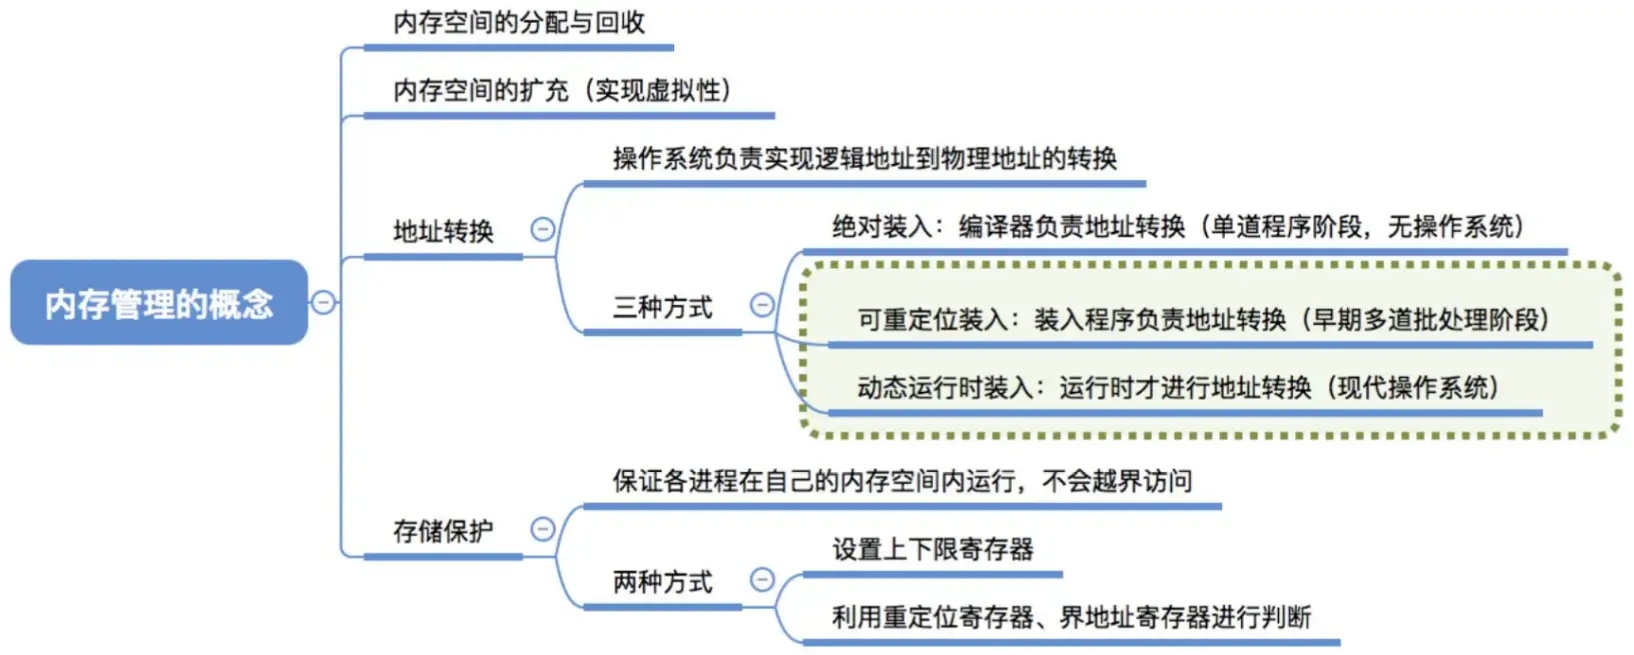 内存空间的分配与回收
内存空间的扩充（实现虚拟性）
操作系统负责实现逻辑地址到物理地址的转换
地址转换
绝对装入：编译器负责地址转换（单道程序阶段，无操作系统）
三种方式
可重定位装入：装入程序负责地址转换（早期多道批处理阶段）
动态运行时装入：运行时才进行地址转换（现代操作系统）
内存管理的概念
保证各进程在自己的内存空间内运行，不会越界访问
存储保护
设置上下限寄存器
两种方式
利用重定位寄存器、界地址寄存器进行判断